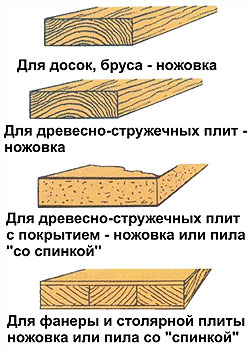 Для досок, бруса - ножовка
Для древесно-стружечных плит -
ножовка
Для древесно-стружечных плит
с покрытием - ножовка или пила
"со спинкой"
Для фанеры и столярной плиты
ножовка или пила со "спинкой"